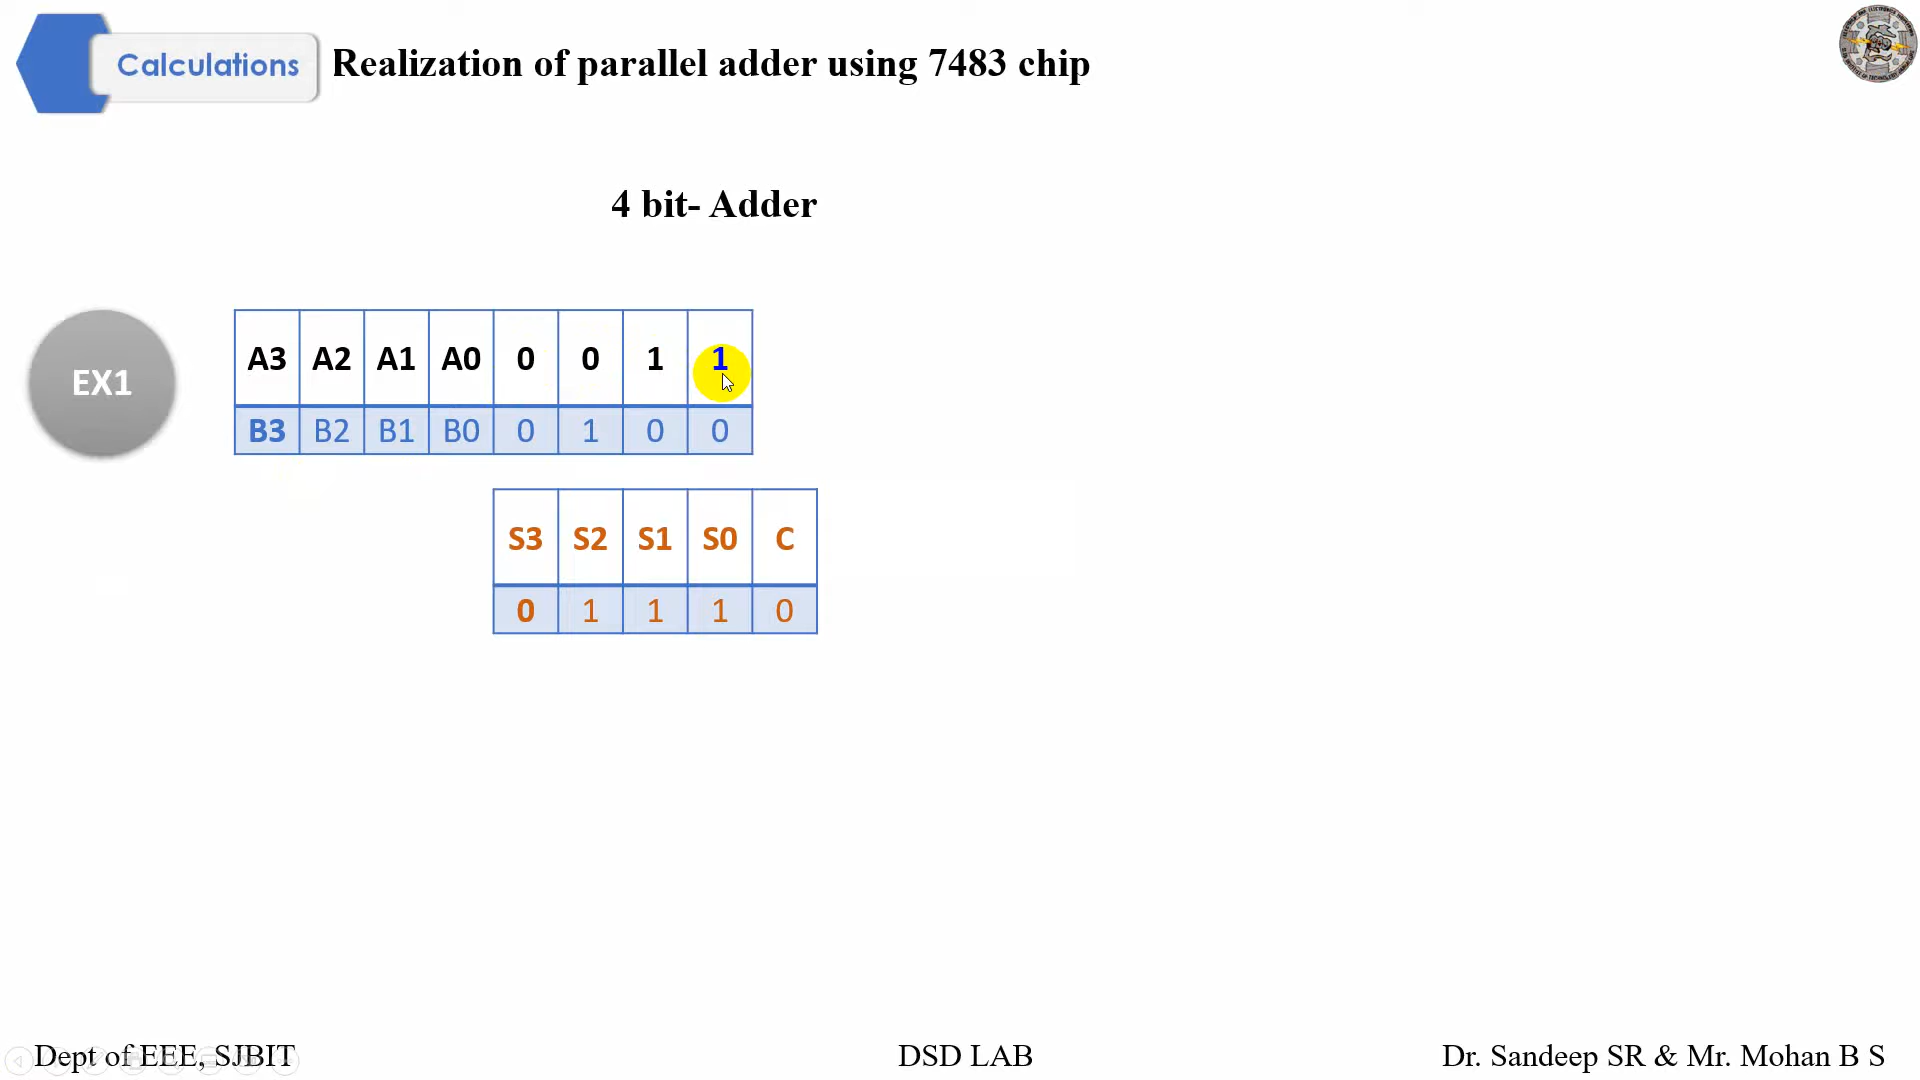 Calculations
Realization of parallel adder using 7483 chip
4 bit- Adder
EX1
A3 A2 A1 A0 0 0 1 1
B3 B2 B1 B0 0 1 0 0
S3 S2 S1 S0 C
0 1 1 1 0
Dept of EEE, SJBIT DSD LAB Dr. Sandeep SR & Mr. Mohan B S